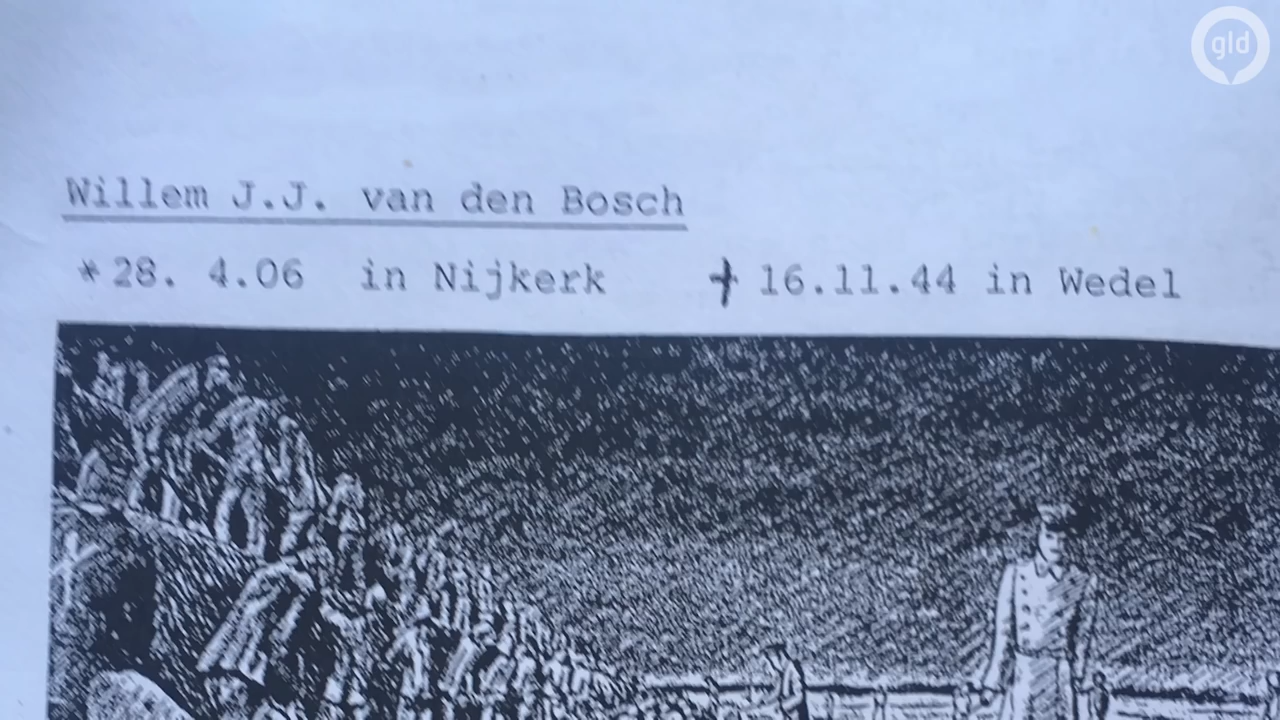 gld
Willem J.J. van den Bosch
*28. 4.06 in Nijkerk †16.11.44 in Wedel